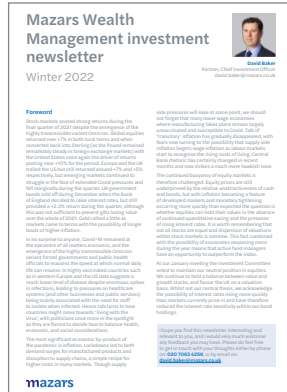 Mazars Wealth
Management investment
newsletter
Winter 2022
David Baker
Partner, Chief Investment Officer
david.baker@mazars.co.uk
Foreword
Stock markets posted strong returns during the
final quarter of 2021 despite the emergence of the
highly transmissible variant Omicron. Global equities
returned over +7% in both local terms and when
converted back into Sterling (as the Pound remained
remarkably steady in foreign exchange markets) with
the United States once again the driver of returns
posting near +10% for the period. Europe and the UK
trailed the US but still returned around +7% and +5%
respectively, but emerging markets continued to
struggle in the face of sustained Covid pressures and
fell marginally during the quarter. UK government
bonds sold off during December when the Bank
of England decided to raise interest rates, but still
provided a +2.3% return during the quarter, although
this was not sufficient to prevent gilts losing value
over the whole of 2021. Gold rallied a little as
markets came to terms with the possibility of longer
bouts of higher inflation.
In no surprise to anyone, Covid-19 remained at
the epicentre of all matters economic, and the
emergence of the highly transmissible Omicron
variant forced governments and public health
officials to reassess the speed at which normal daily
life can resume. In highly vaccinated countries such
as in western Europe and the US data suggests a
much lower level of disease despite enormous spikes
in infections, leading to pressures on healthcare
systems (and other businesses and public services)
being mainly associated with the need for staff
to isolate when infected. Hence debate turns to how
countries might move towards 'living with the
virus', with politicians once more in the spotlight
as they are forced to decide how to balance health,
economic, and social considerations.
The most significant economic by-product of
the pandemic is inflation. Lockdowns led to both
demand surges for manufactured products and
disruption to supply chains, a simple recipe for
higher costs in many markets. Though supply
side pressures will ease at some point, we should
not forget that many lower wage economies
where manufacturing takes place remain largely
unvaccinated and susceptible to Covid. Talk of
'transitory' inflation has gradually disappeared, with
fears now turning to the possibility that supply side
inflation begets wage inflation as labour markets
start to recognise the rising costs of living. Central
Bank rhetoric has certainly changed in recent
months and now strikes a much more hawkish tone.
The continued buoyancy of equity markets is
therefore challenged. Equity prices are still
underpinned by the relative unattractiveness of cash
and bonds, but with inflation becoming a feature
of developed markets and monetary tightening
occurring more quickly than expected the question is
whether equities can hold their values in the absence
of continued quantitative easing and the presence
of rising interest rates. It is worth remembering that
not all stocks are equal and dispersion of valuations
within stock markets is extreme. This fact combined
with the possibility of economies reopening more
during the year means that active fund managers
have an opportunity to outperform in the index.
At our January meeting the Investment Committee
voted to maintain our neutral position in equities.
We continue to hold a balance between value and
growth stocks, and favour the UK on a valuation
basis. Whilst not our central thesis, we acknowledge
the possibility of interest rates rising more quickly
than markets currently price in and have therefore
reduced the interest rate sensitivity within our bond
holdings.
I hope you find this newsletter interesting and
relevant to you, and I would very much welcome
any feedback you may have. Please do feel free
to get in touch with your thoughts either by phone
on: 020 7063 4259, or by email on:
david.baker@mazars.co.uk
mazars